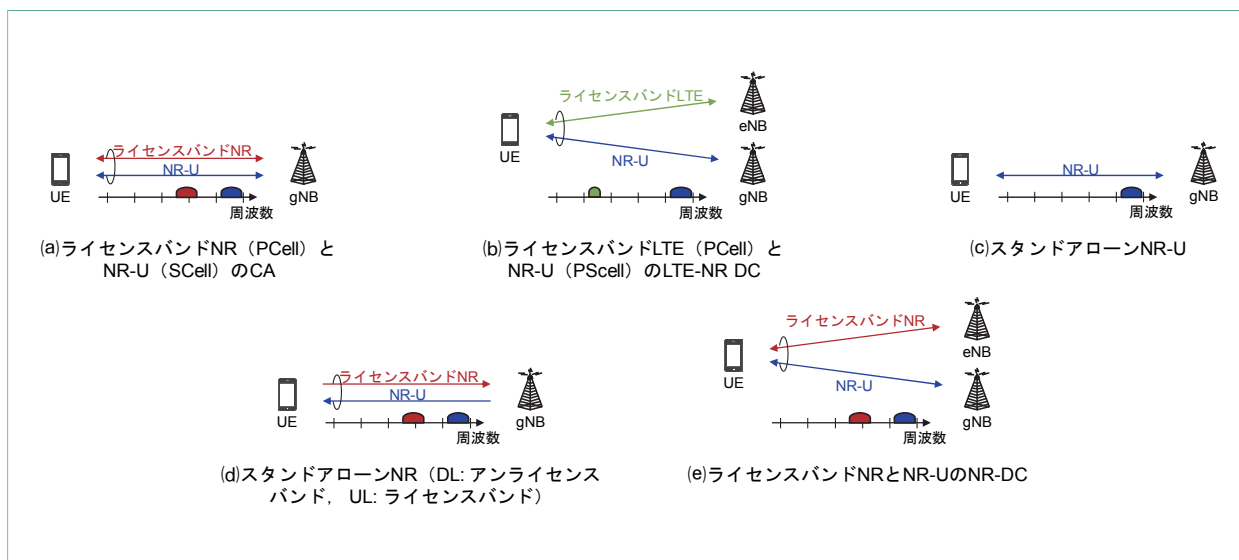 ライセンスバンドNR
NR-U
UE
gNB
周波数
⒜ライセンスバンドNR（PCell）と
NR-U（SCell）のCA
ライセンスバンドLTE
NR-U
UE
eNB
gNB
周波数
⒝ライセンスバンドLTE（PCell）と
NR-U（PScell）のLTE-NR DC
NR-U
UE
gNB
周波数
⒞スタンドアローンNR-U
ライセンスバンドNR
NR-U
UE
gNB
周波数
⒟スタンドアローンNR（DL: アンライセンス
バンド， UL: ライセンスバンド）
ライセンスバンドNR
NR-U
UE
eNB
gNB
周波数
⒠ライセンスバンドNRとNR-UのNR-DC